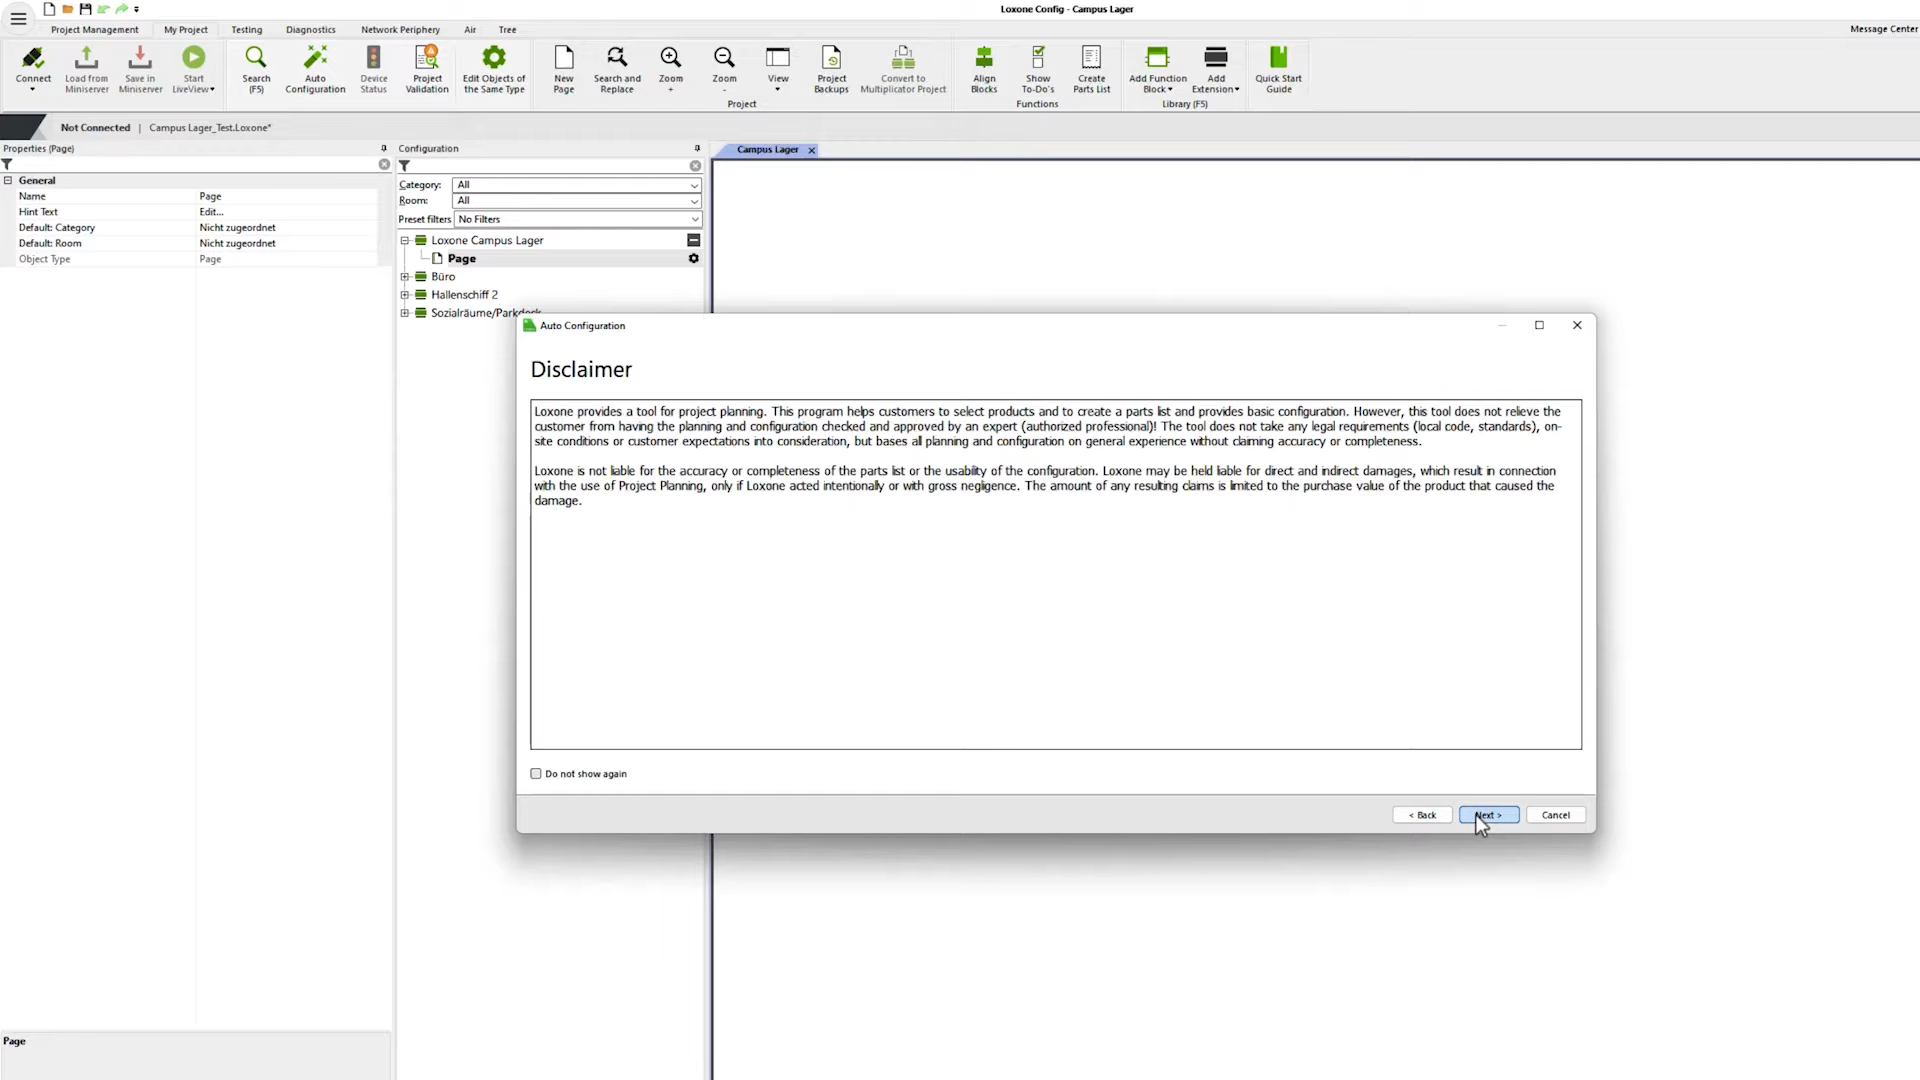 Loxone Config - Campus Lager
Project Management My Project Testing Diagnostics Network Periphery Air Tree
Message Center
Connect
Load from Miniserver
Save in Miniserver
Start LiveView
Search (F5)
Auto Configuration
Device Status
Project Validation
Edit Objects of the Same Type
New Page
Search and Replace
Zoom +
Zoom -
View
Project Backups
Convert to Multiplicator Project
Align Blocks
Show To-Do's
Create Parts List
Add Function Block
Add Extension
Quick Start Guide
Project
Functions
Library (F5)
Not Connected | Campus Lager_Test.Loxone*
Properties (Page)
General
Name Page
Hint Text Edit...
Default: Category Nicht zugeordnet
Default: Room Nicht zugeordnet
Object Type Page
Configuration
Category: All
Room: All
Preset filters No Filters
Loxone Campus Lager
Page
Büro
Hallenschiff 2
Sozialräume/Parkdeck
Campus Lager
Auto Configuration
Disclaimer
Loxone provides a tool for project planning. This program helps customers to select products and to create a parts list and provides basic configuration. However, this tool does not relieve the
customer from having the planning and configuration checked and approved by an expert (authorized professional)! The tool does not take any legal requirements (local code, standards), on-
site conditions or customer expectations into consideration, but bases all planning and configuration on general experience without claiming accuracy or completeness.
Loxone is not liable for the accuracy or completeness of the parts list or the usability of the configuration. Loxone may be held liable for direct and indirect damages, which result in connection
with the use of Project Planning, only if Loxone acted intentionally or with gross negligence. The amount of any resulting claims is limited to the purchase value of the product that caused the
damage.
Do not show again
< Back Next > Cancel
Page